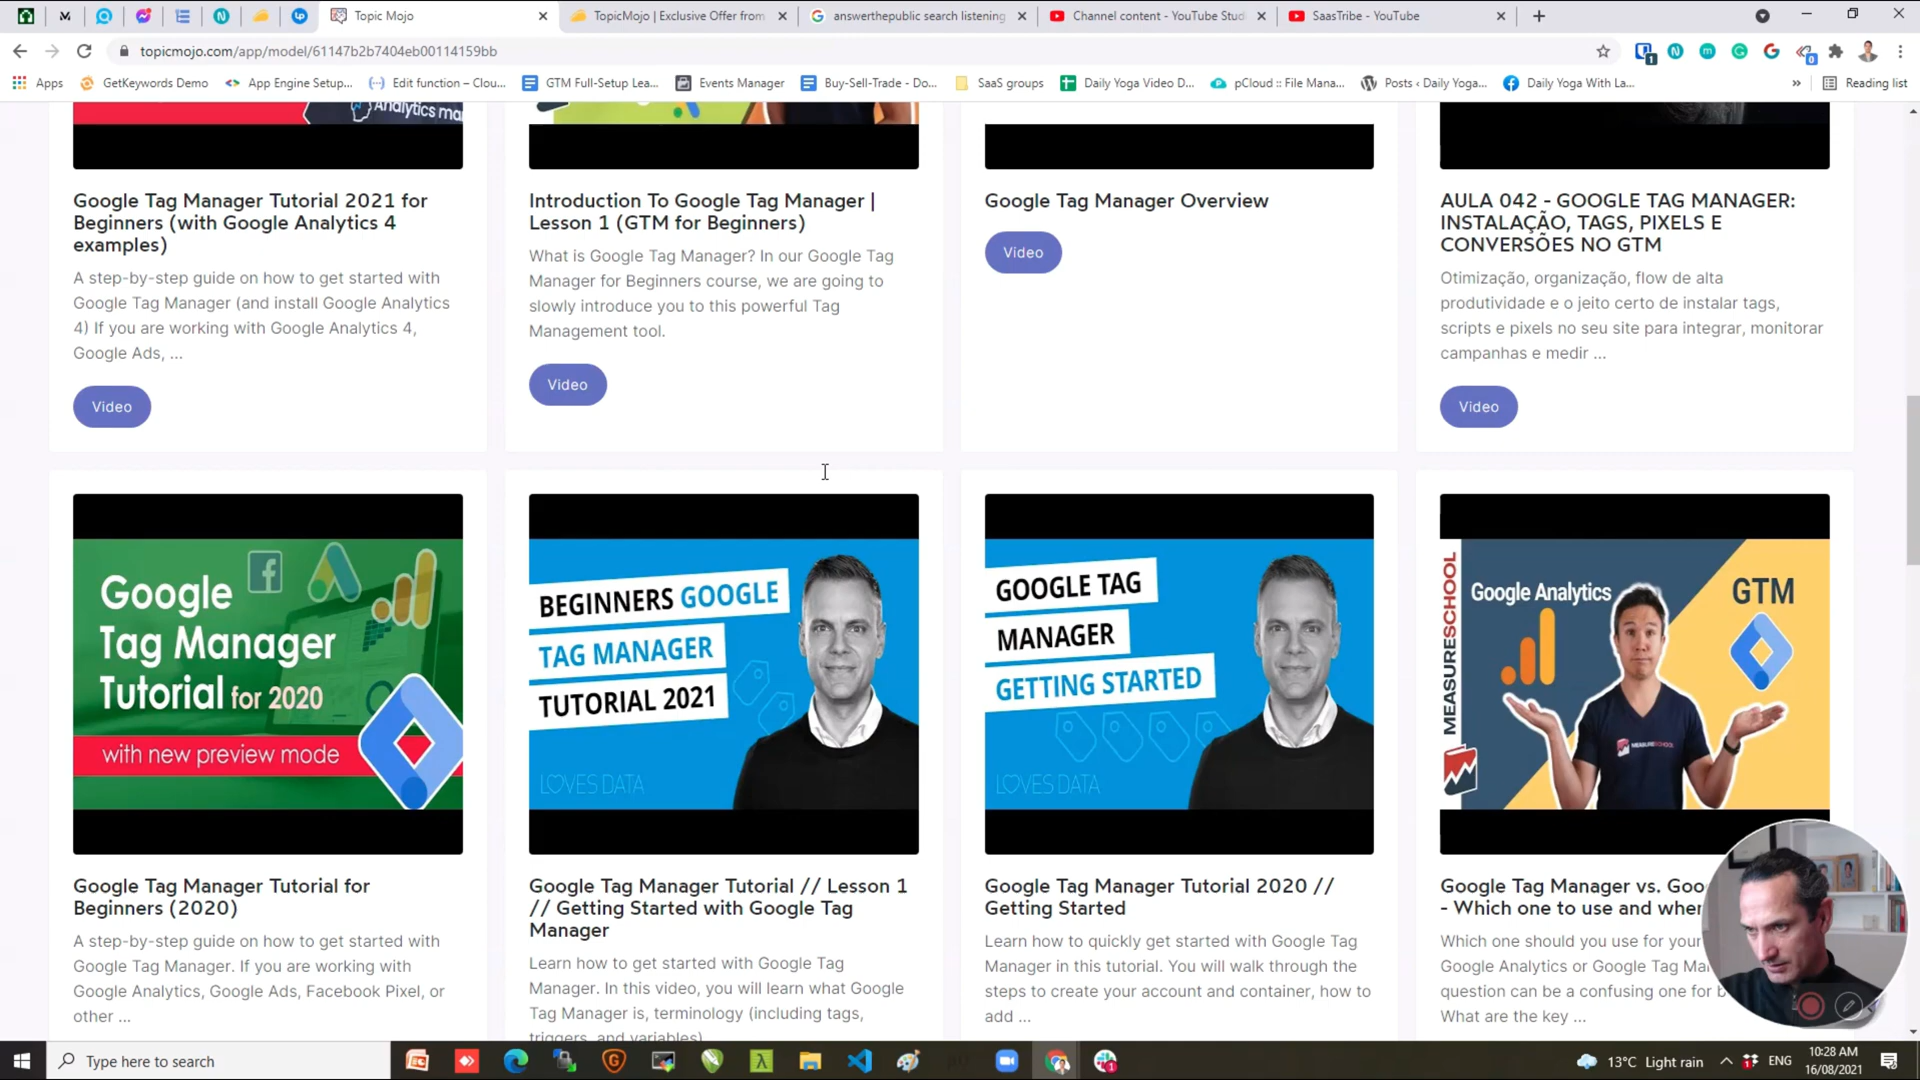 Topic Mojo
TopicMojo | Exclusive Offer from
answerthepublic search listening
Channel content - YouTube Stud
SaasTribe - YouTube
topicmojo.com/app/model/61147b2b7404eb00114159bb
Apps
GetKeywords Demo
App Engine Setup...
Edit function – Clou...
GTM Full-Setup Lea...
Events Manager
Buy-Sell-Trade - Do...
SaaS groups
Daily Yoga Video D...
pCloud :: File Mana...
Posts ‹ Daily Yoga...
Daily Yoga With La...
Reading list
Analytics ma
Google Tag Manager Tutorial 2021 for
Beginners (with Google Analytics 4
examples)
A step-by-step guide on how to get started with
Google Tag Manager (and install Google Analytics
4) If you are working with Google Analytics 4,
Google Ads, ...
Video
Introduction To Google Tag Manager |
Lesson 1 (GTM for Beginners)
What is Google Tag Manager? In our Google Tag
Manager for Beginners course, we are going to
slowly introduce you to this powerful Tag
Management tool.
Video
Google Tag Manager Overview
Video
AULA 042 - GOOGLE TAG MANAGER:
INSTALAÇÃO, TAGS, PIXELS E
CONVERSÕES NO GTM
Otimização, organização, flow de alta
produtividade e o jeito certo de instalar tags,
scripts e pixels no seu site para integrar, monitorar
campanhas e medir ...
Video
Google
Tag Manager
Tutorial for 2020
with new preview mode
Google Tag Manager Tutorial for
Beginners (2020)
A step-by-step guide on how to get started with
Google Tag Manager. If you are working with
Google Analytics, Google Ads, Facebook Pixel, or
other ...
BEGINNERS GOOGLE
TAG MANAGER
TUTORIAL 2021
LOVES DATA
Google Tag Manager Tutorial // Lesson 1
// Getting Started with Google Tag
Manager
Learn how to get started with Google Tag
Manager. In this video, you will learn what Google
Tag Manager is, terminology (including tags,
triggers, and variables)
GOOGLE TAG
MANAGER
GETTING STARTED
LOVES DATA
Google Tag Manager Tutorial 2020 //
Getting Started
Learn how to quickly get started with Google Tag
Manager in this tutorial. You will walk through the
steps to create your account and container, how to
add ...
MEASURESCHOOL
Google Analytics
GTM
MEASURESCHOOL
Google Tag Manager vs. Goo
- Which one to use and when
Which one should you use for your
Google Analytics or Google Tag Ma
question can be a confusing one for b
What are the key ...
Type here to search
13°C Light rain
ENG
10:28 AM
16/08/2021